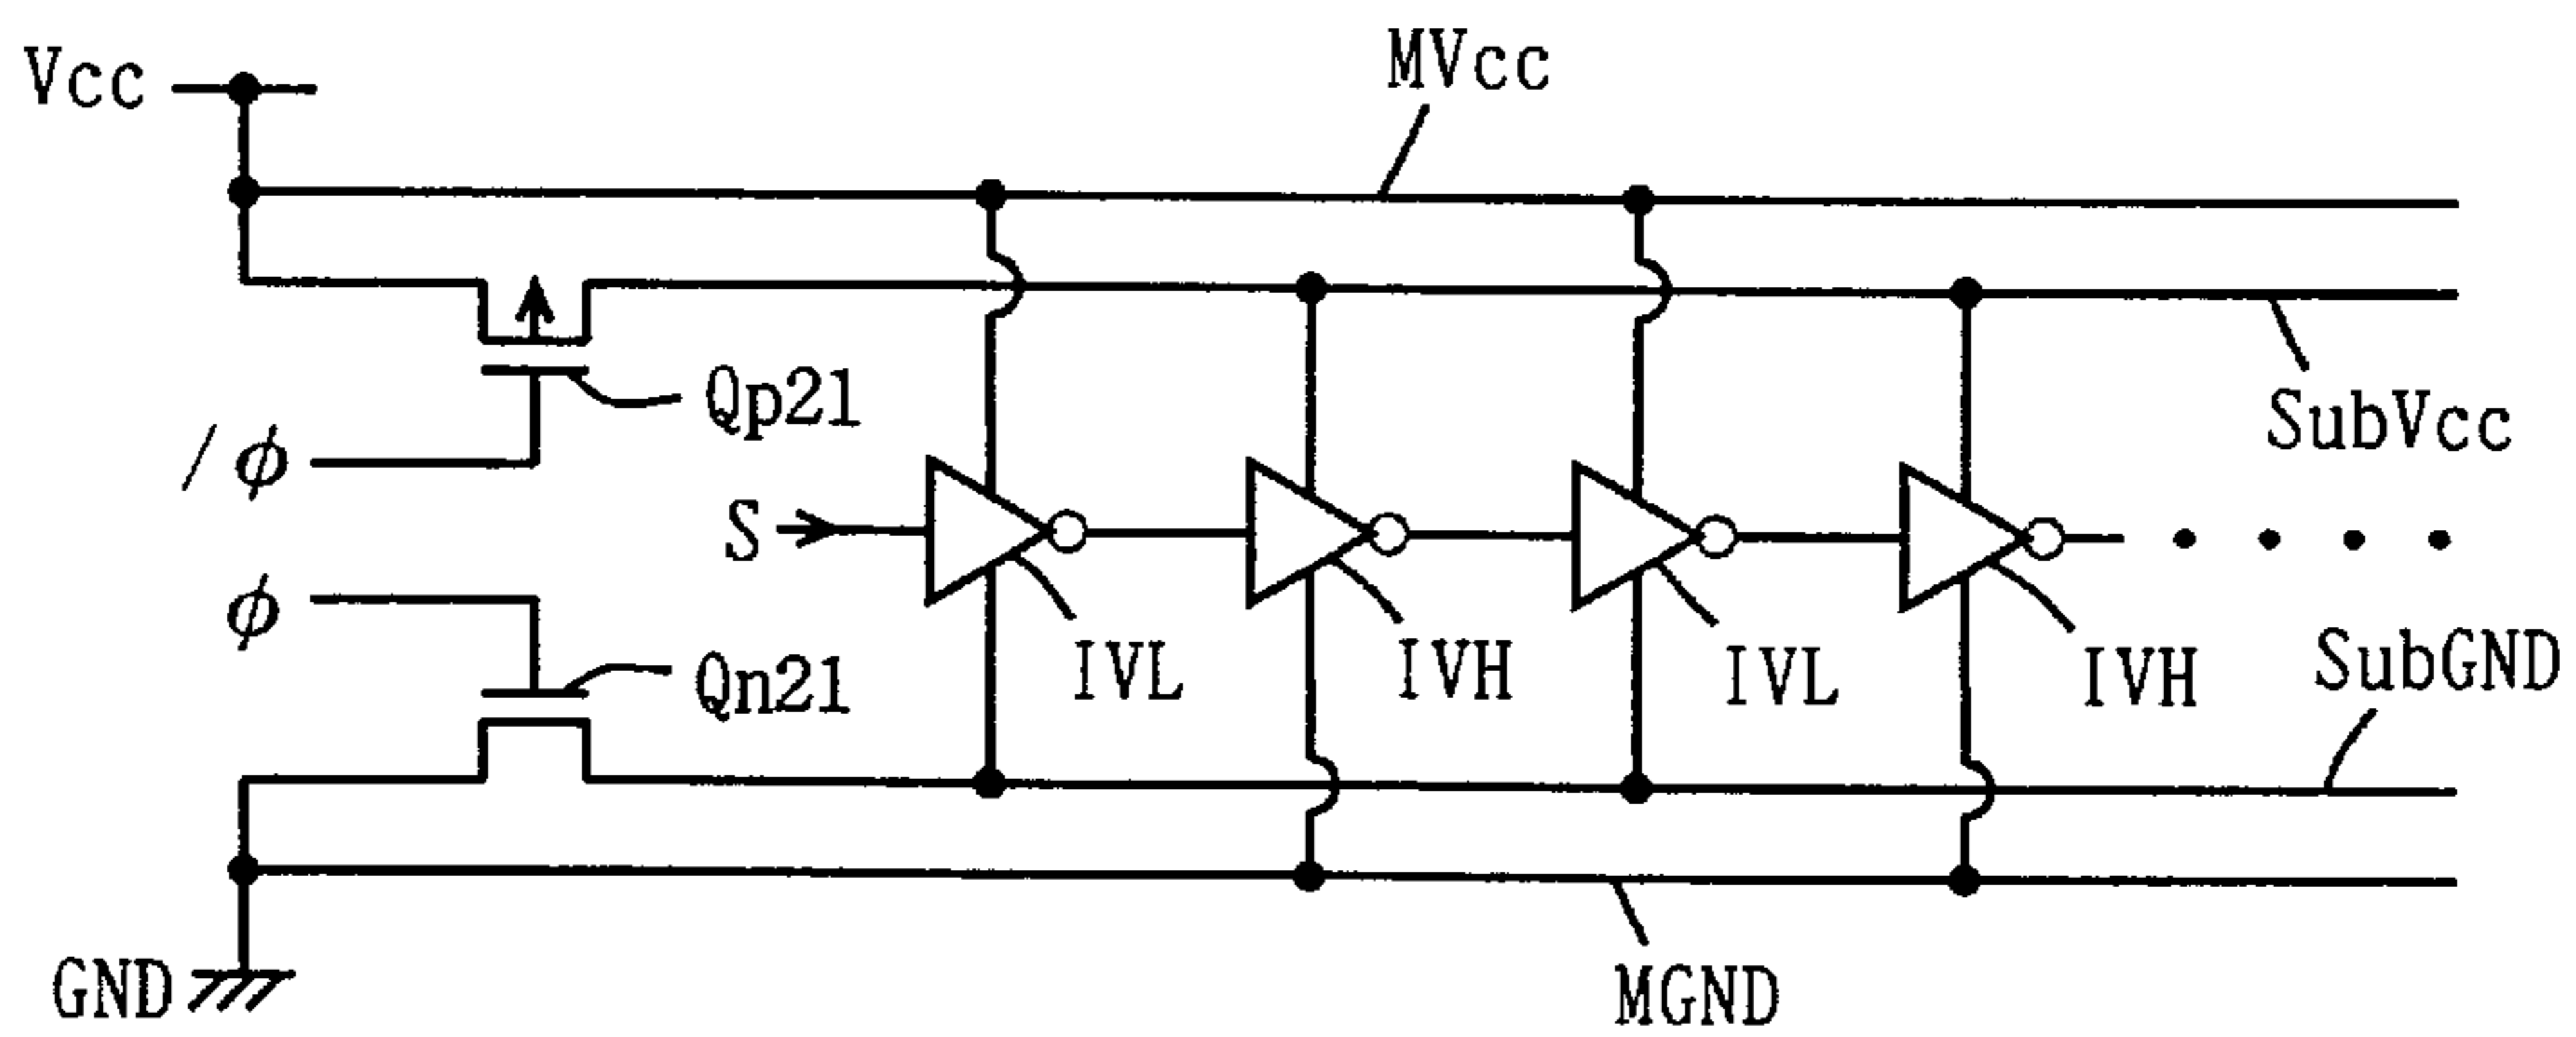 Vcc
MVcc
Qp21
SubVcc
/φ
S
φ
IVL
IVH
IVL
IVH
SubGND
Qn21
GND
MGND